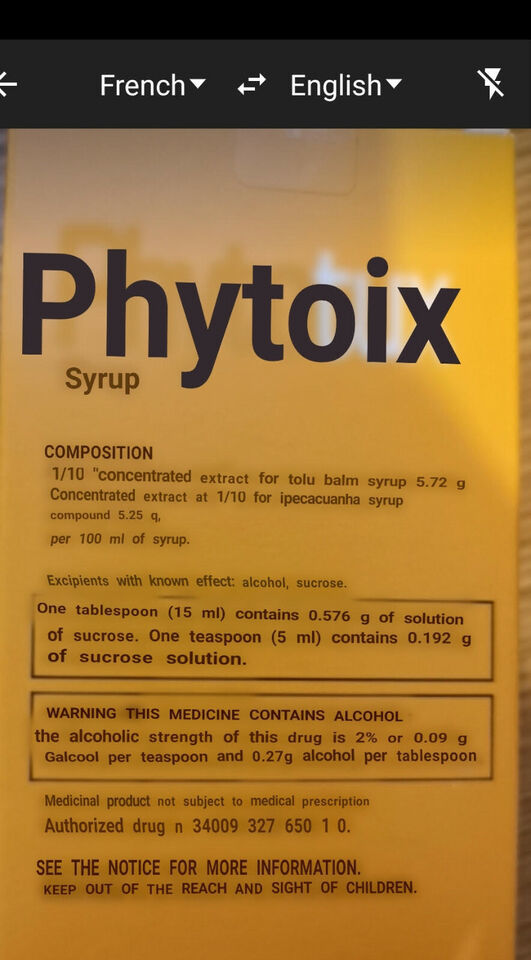 French
English
Phytoix
Syrup
COMPOSITION
1/10 "concentrated extract for tolu balm syrup 5.72 g
Concentrated extract at 1/10 for ipecacuanha syrup
compound 5.25 q,
per 100 ml of syrup.
Excipients with known effect: alcohol, sucrose.
One tablespoon (15 ml) contains 0.576 g of solution
of sucrose. One teaspoon (5 ml) contains 0.192 g
of sucrose solution.
WARNING THIS MEDICINE CONTAINS ALCOHOL
the alcoholic strength of this drug is 2% or 0.09 g
Galcool per teaspoon and 0.27g alcohol per tablespoon
Medicinal product not subject to medical prescription
Authorized drug n 34009 327 650 1 0.
SEE THE NOTICE FOR MORE INFORMATION.
KEEP OUT OF THE REACH AND SIGHT OF CHILDREN.